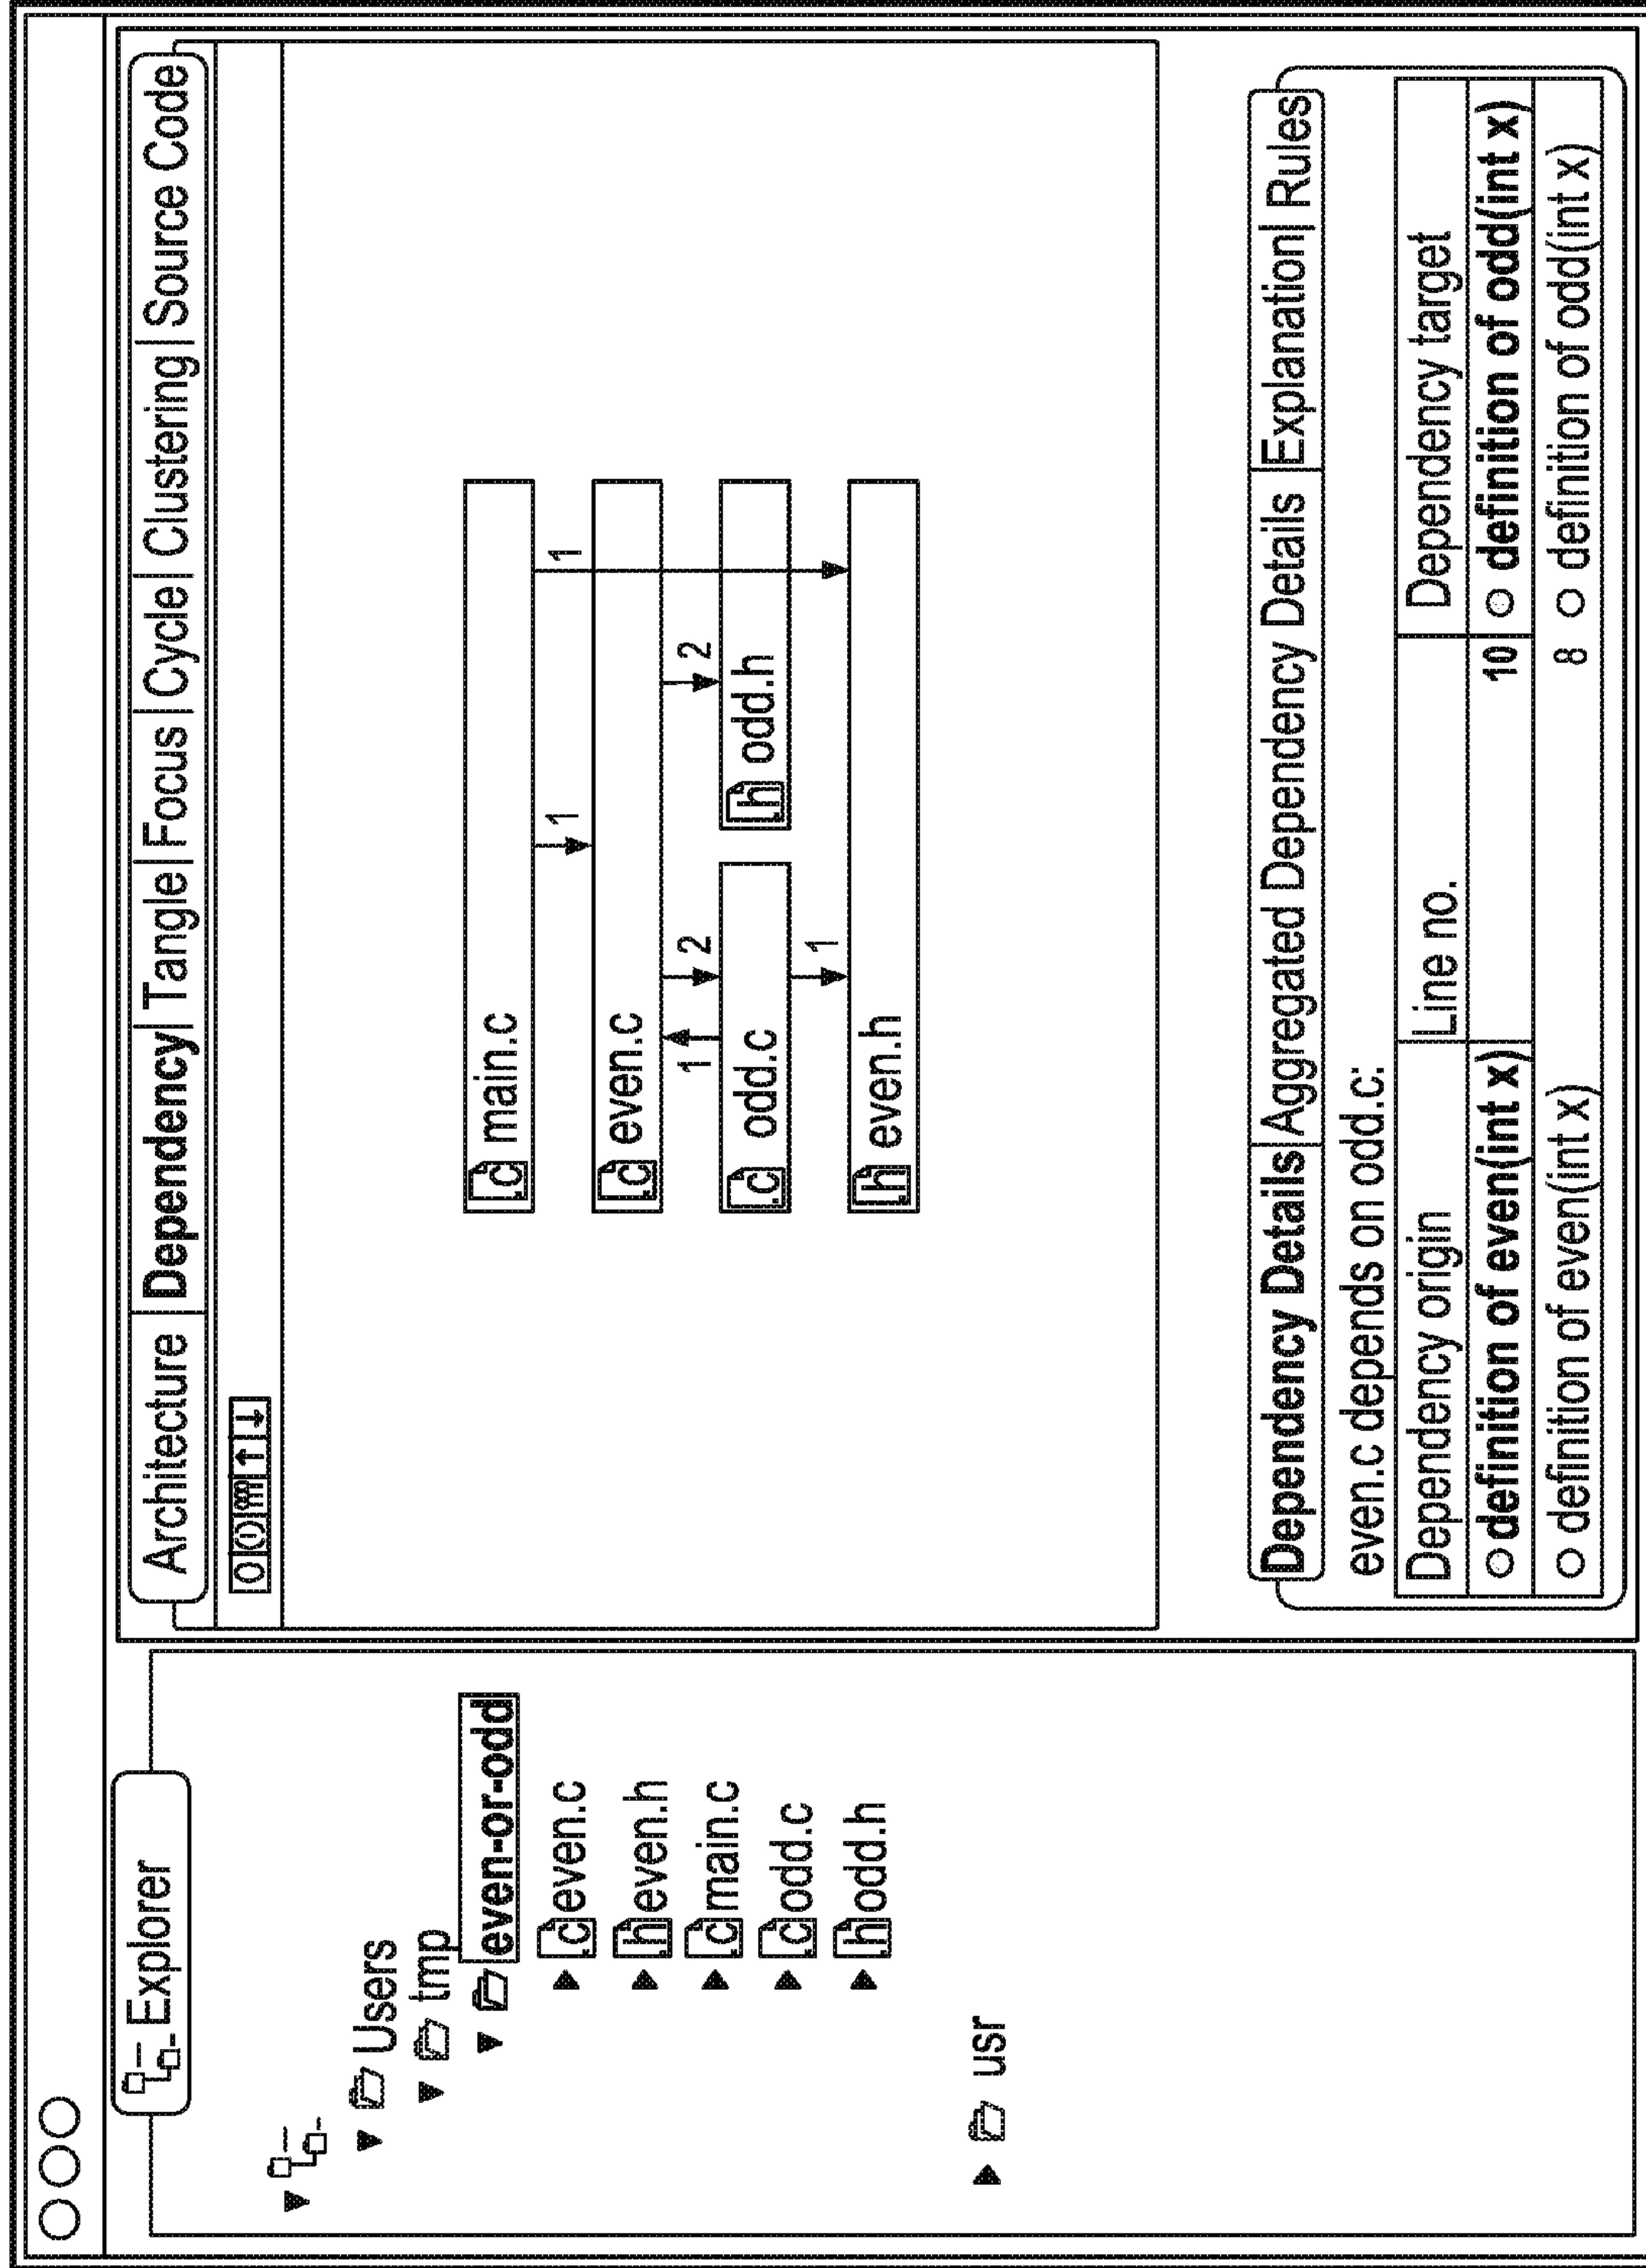 Explorer
Users
tmp
even-or-odd
.c even.c
.h even.h
.c main.c
.c odd.c
.h odd.h
usr
Architecture | Dependency | Tangle | Focus | Cycle | Clustering | Source Code
.c main.c
1
1
.c even.c
1
2
2
.c odd.c
.h odd.h
1
.h even.h
Dependency Details | Aggregated Dependency Details | Explanation | Rules
even.c depends on odd.c:
Dependency origin Line no. Dependency target
definition of even(int x) 10 definition of odd(int x)
definition of even(int x) 8 definition of odd(int x)